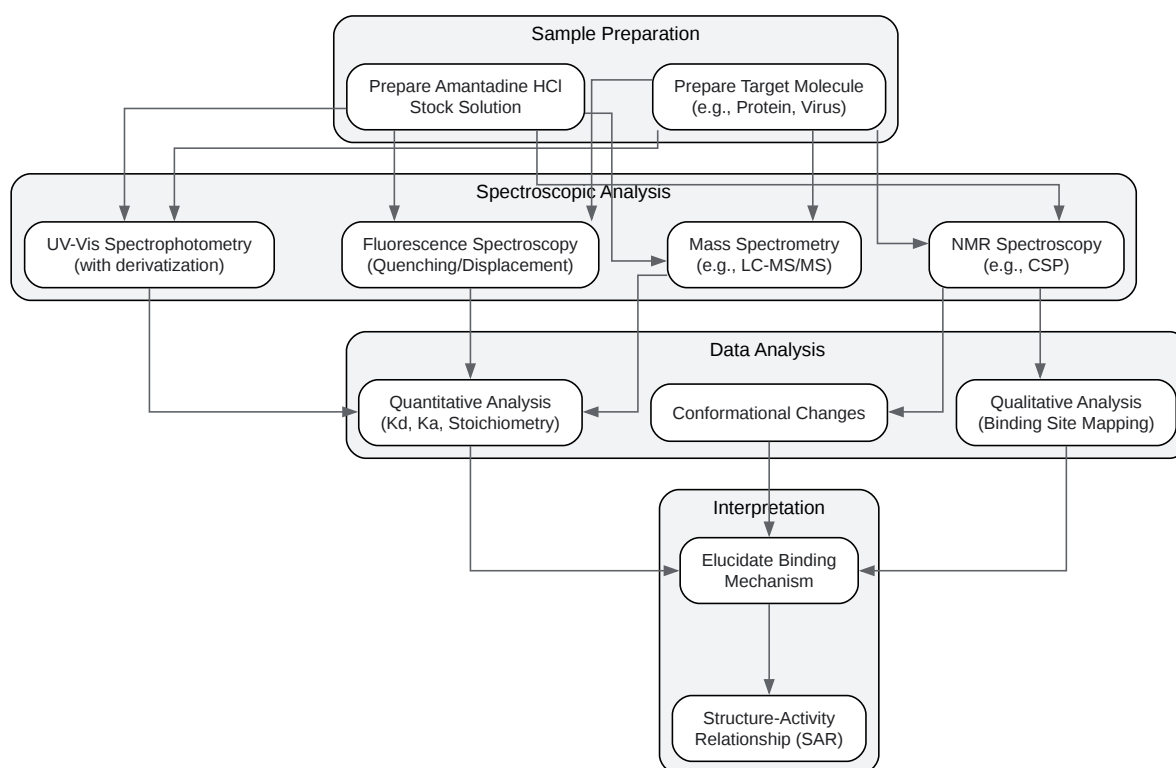 Sample Preparation
Prepare Amantadine HCl
Stock Solution
Prepare Target Molecule
(e.g., Protein, Virus)
Spectroscopic Analysis
UV-Vis Spectrophotometry
(with derivatization)
Fluorescence Spectroscopy
(Quenching/Displacement)
Mass Spectrometry
(e.g., LC-MS/MS)
NMR Spectroscopy
(e.g., CSP)
Data Analysis
Quantitative Analysis
(Kd, Ka, Stoichiometry)
Conformational Changes
Qualitative Analysis
(Binding Site Mapping)
Interpretation
Elucidate Binding
Mechanism
Structure-Activity
Relationship (SAR)